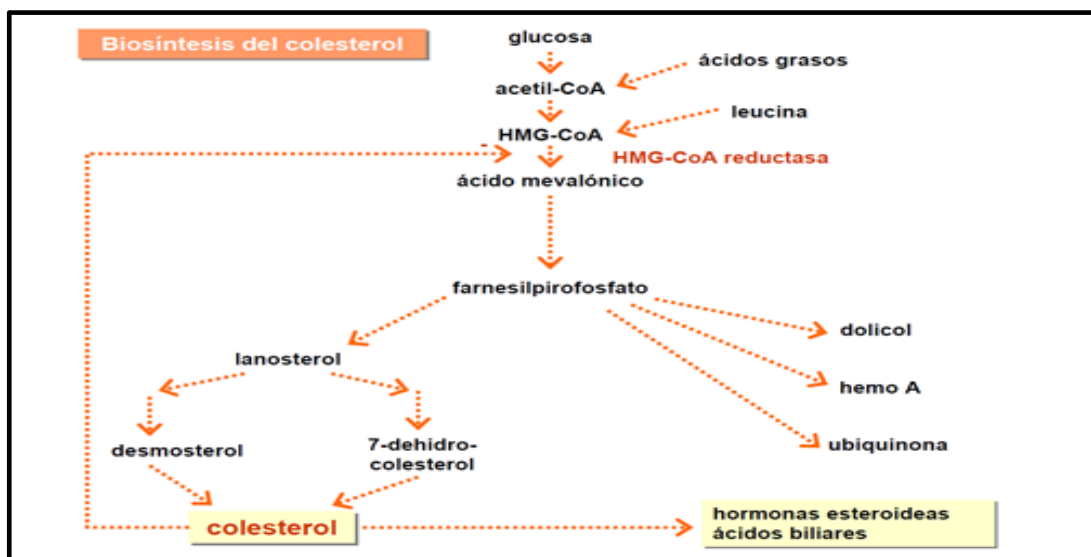 Biosíntesis del colesterol
glucosa
ácidos grasos
acetil-CoA
leucina
HMG-CoA
HMG-CoA reductasa
ácido mevalónico
farnesilpirofosfato
dolicol
lanosterol
hemo A
desmosterol
7-dehidro-
colesterol
ubiquinona
colesterol
hormonas esteroideas
ácidos biliares